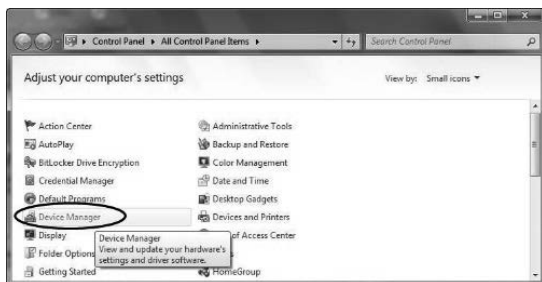 Control Panel ▸ All Control Panel Items ▸ Search Control Panel
Adjust your computer's settings View by: Small icons
Action Center Administrative Tools
AutoPlay Backup and Restore
BitLocker Drive Encryption Color Management
Credential Manager Date and Time
Default Programs Desktop Gadgets
Device Manager Devices and Printers
Display of Access Center
Folder Options
Device Manager
View and update your hardware's
settings and driver software.
Getting Started HomeGroup